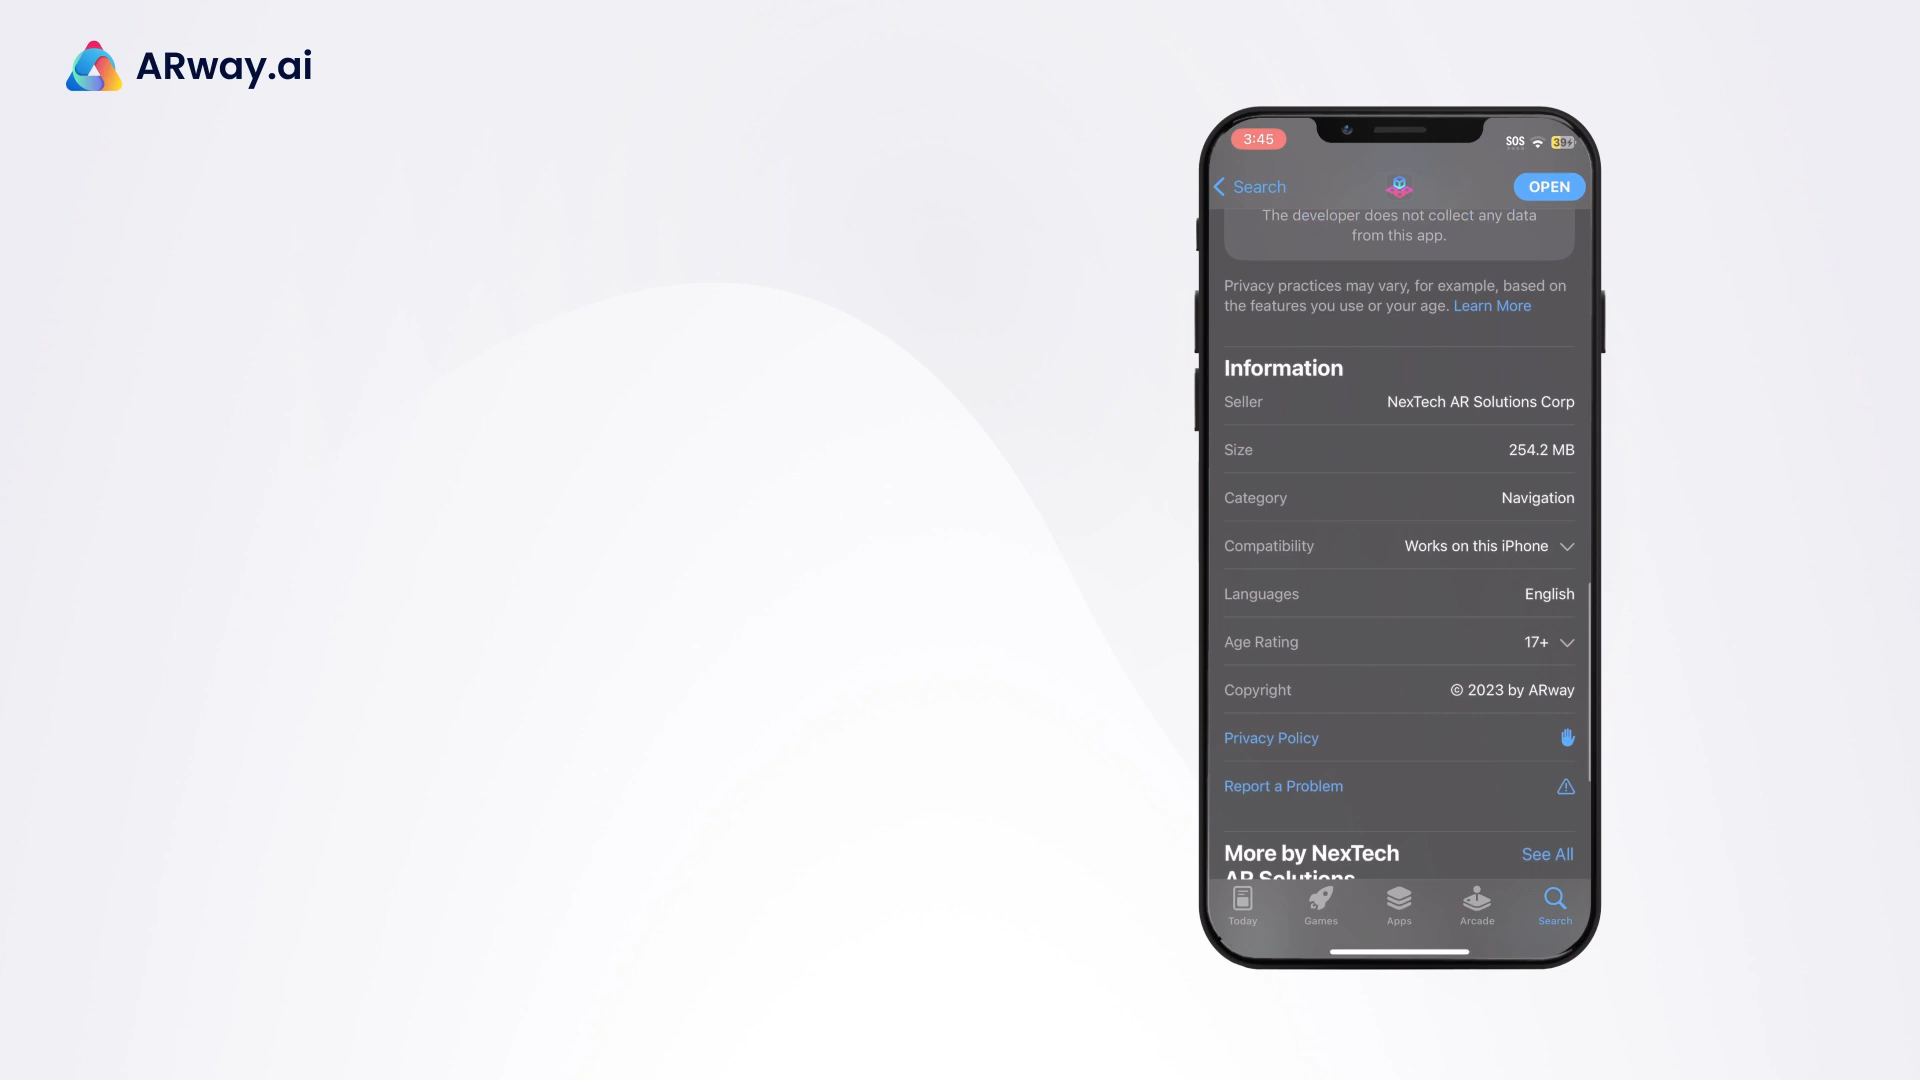 ARway.ai
3:45
SOS
39
Search
OPEN
The developer does not collect any data
from this app.
Privacy practices may vary, for example, based on
the features you use or your age. Learn More
Information
Seller NexTech AR Solutions Corp
Size 254.2 MB
Category Navigation
Compatibility Works on this iPhone
Languages English
Age Rating 17+
Copyright © 2023 by ARway
Privacy Policy
Report a Problem
More by NexTech See All
AR Solutions
Today Games Apps Arcade Search